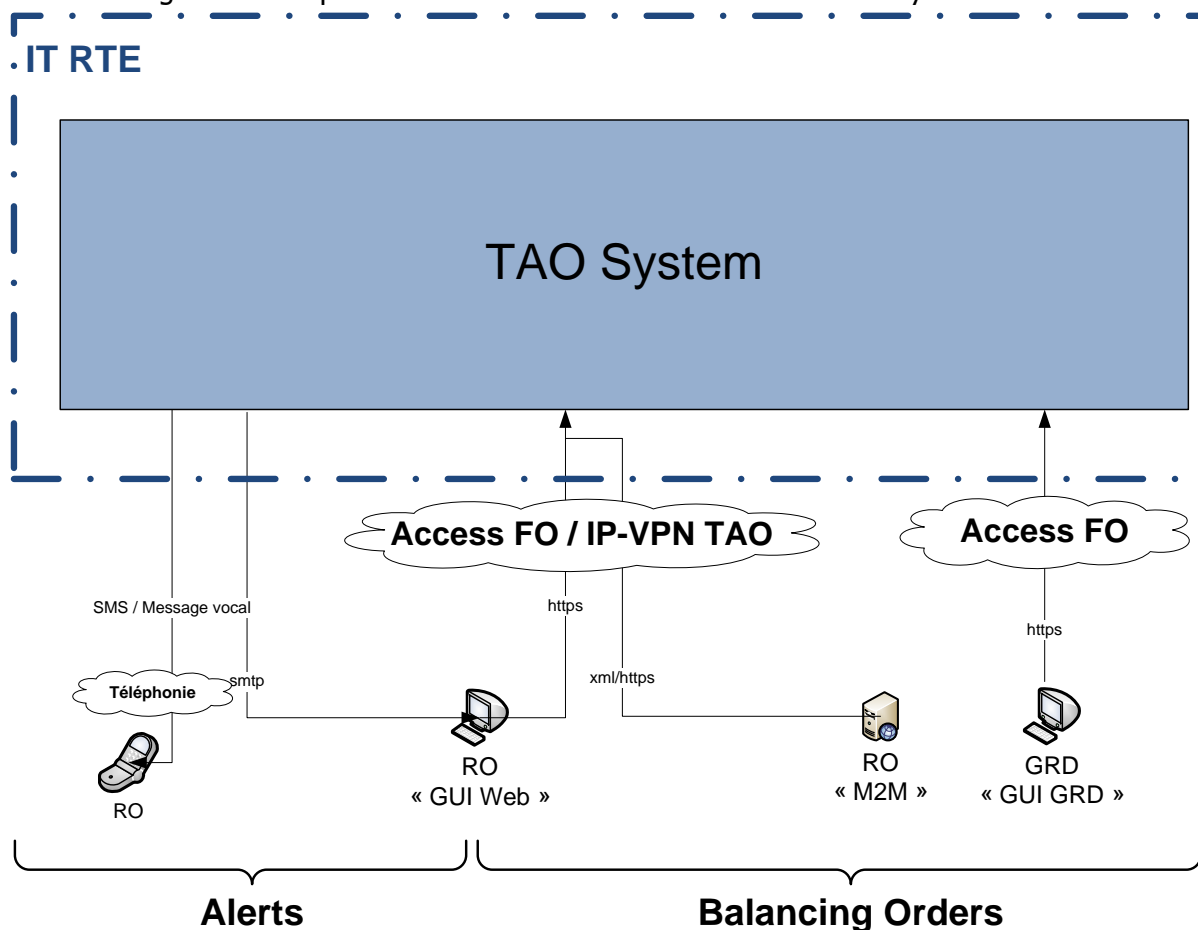 IT RTE
TAO System
Access FO / IP-VPN TAO
Access FO
SMS / Message vocal
https
https
Téléphonie
smtp
xml/https
RO
RO
« GUI Web »
RO
« M2M »
GRD
« GUI GRD »
Alerts
Balancing Orders